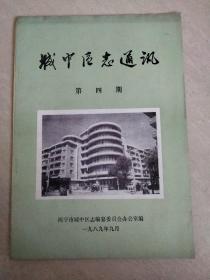 城中区志通讯
第四期
西宁市城中区志编纂委员会办公室编
一九八九年九月